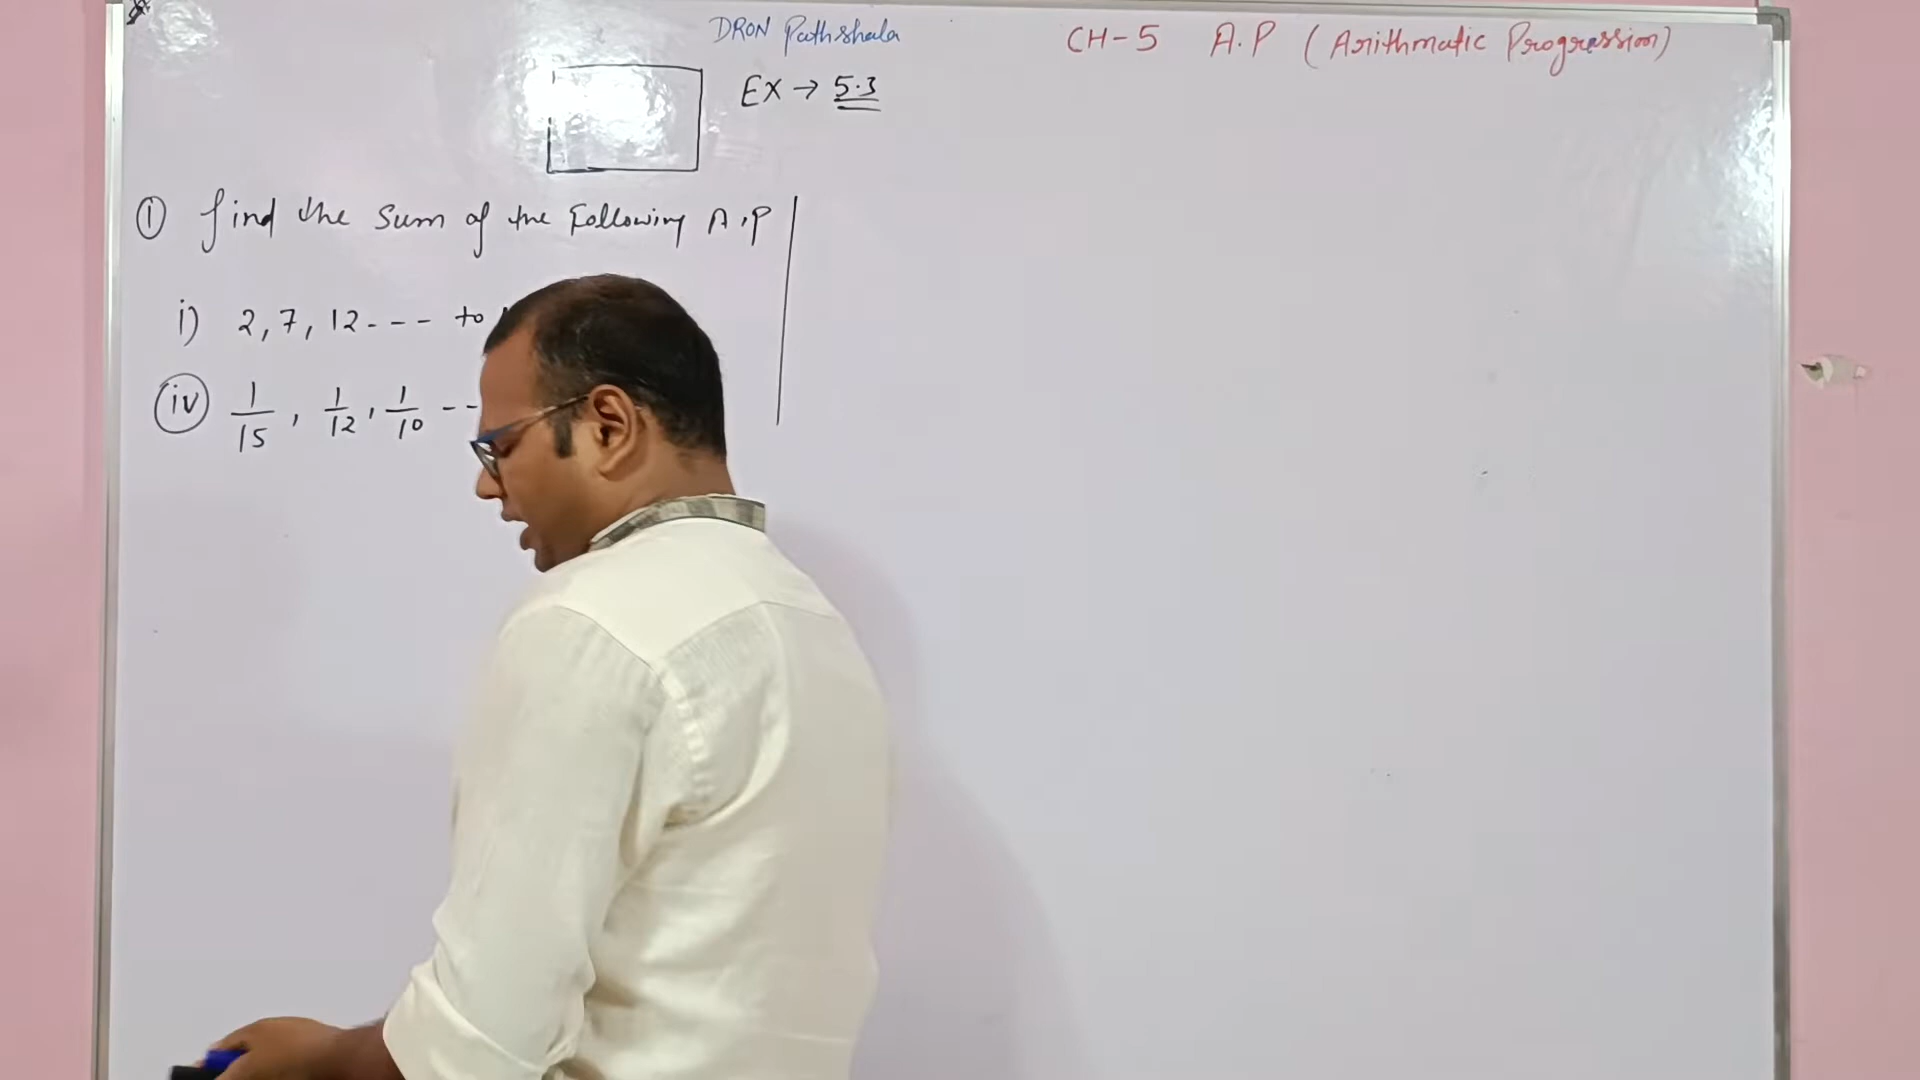 DRON Pathshala CH-5 A.P (Arithmatic Progression)
EX → 5.3
① find the Sum of the Following A.P
i) 2, 7, 12 - - - to
iv 1/15, 1/12, 1/10 - -